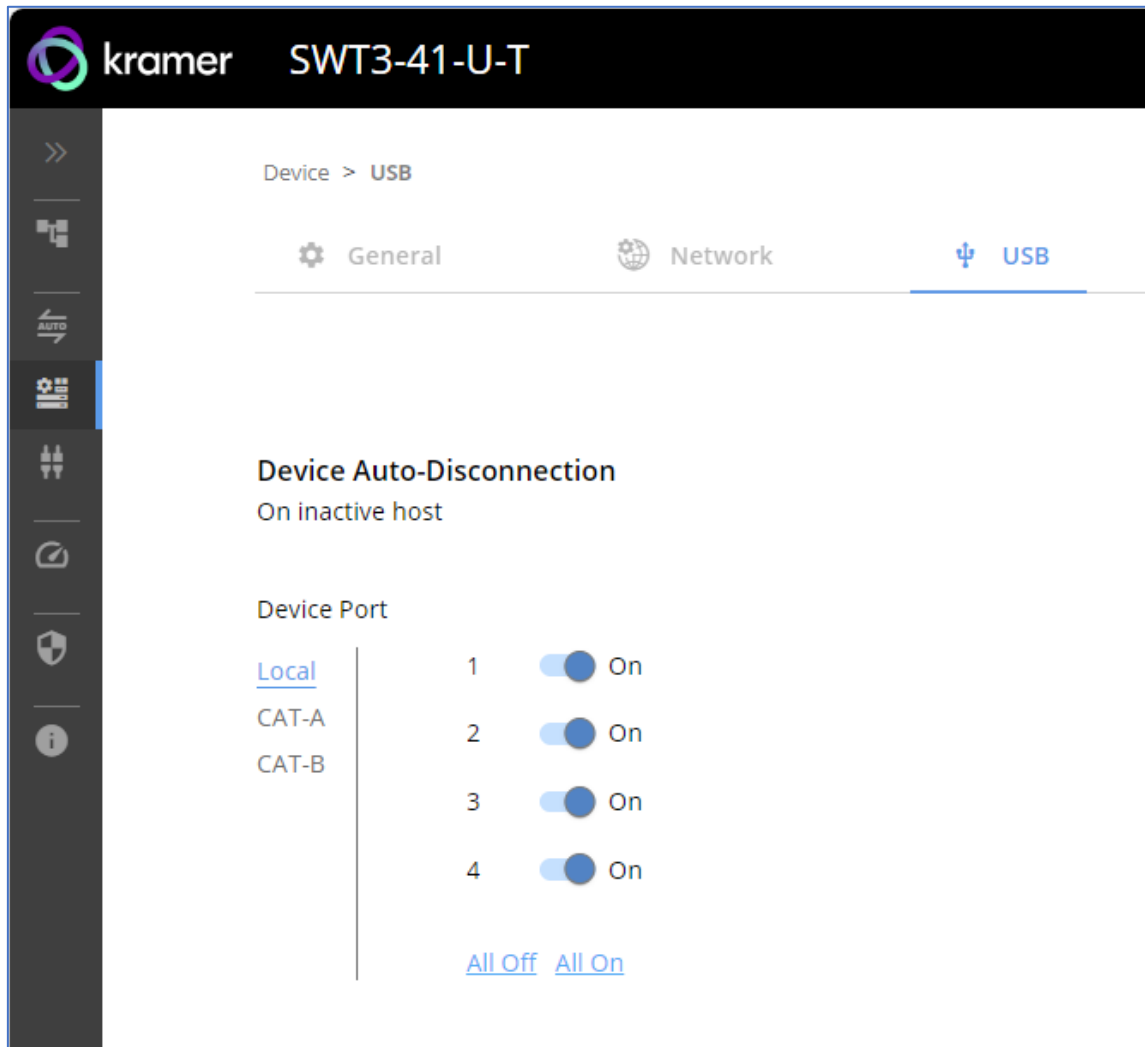 kramer SWT3-41-U-T
Device > USB
General Network USB
AUTO
Device Auto-Disconnection
On inactive host
Device Port
Local
CAT-A
CAT-B
1 On
2 On
3 On
4 On
All Off All On